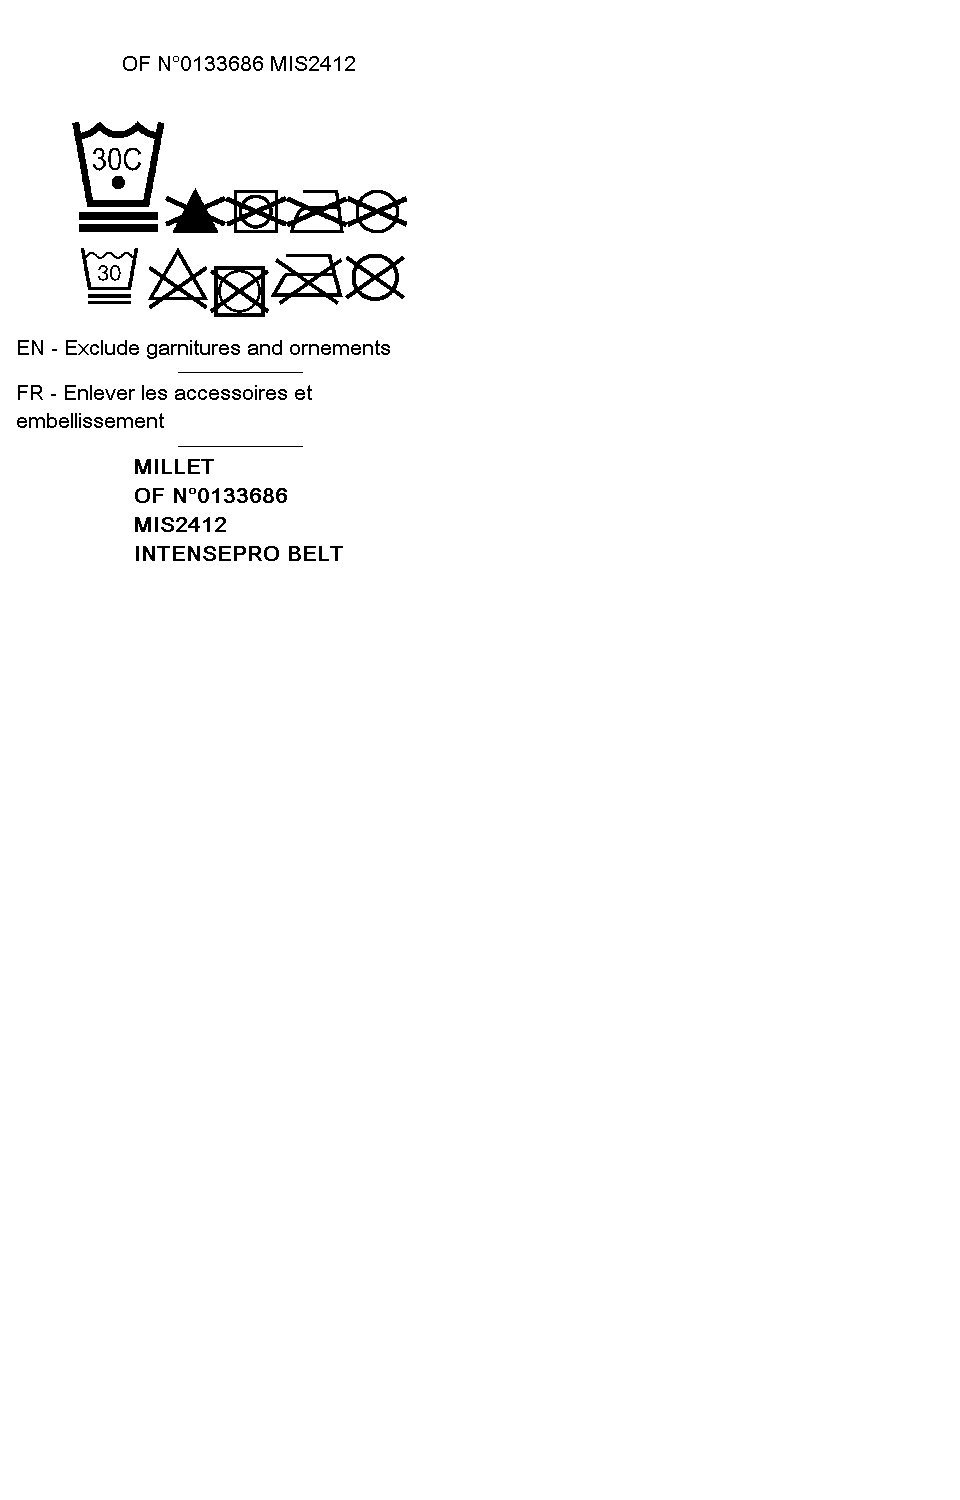 OF N°0133686 MIS2412
30C
30
EN - Exclude garnitures and ornements
FR - Enlever les accessoires et
embellissement
MILLET
OF N°0133686
MIS2412
INTENSEPRO BELT